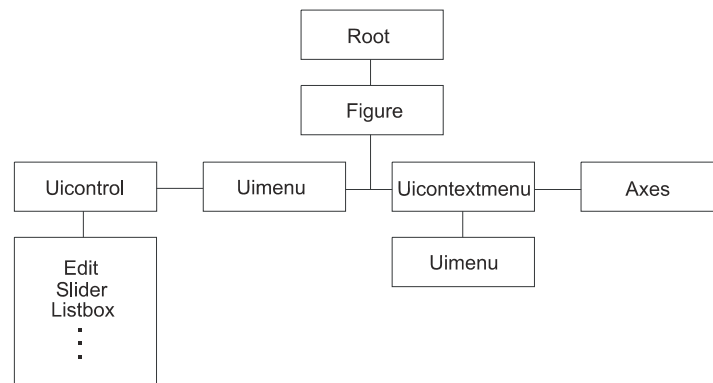 Root
Figure
Uicontrol
Uimenu
Uicontextmenu
Axes
Edit
Slider
Listbox
Uimenu